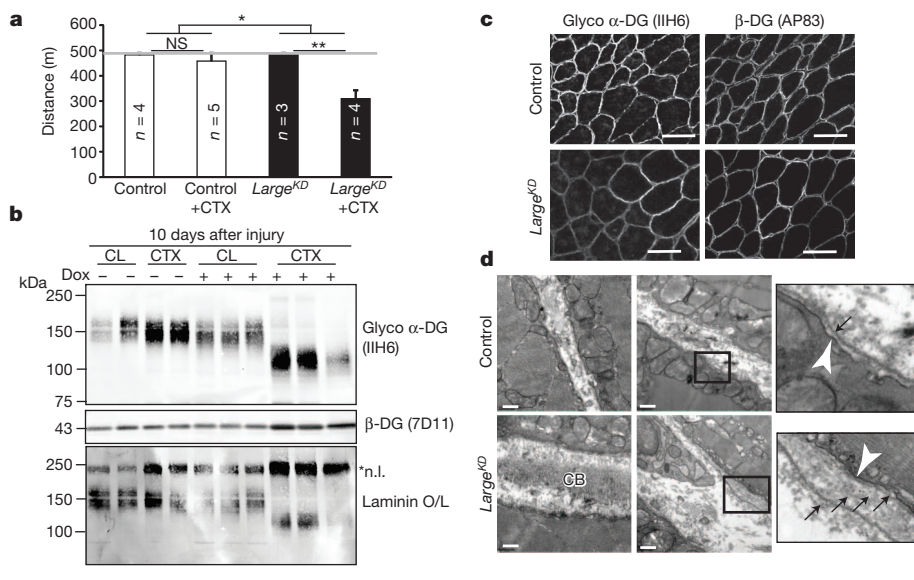 a
600
500
400
300
200
100
0
Distance (m)
*
NS
**
n = 4
n = 5
n = 3
n = 4
Control
Control
+CTX
Large^KD
Large^KD
+CTX
b
10 days after injury
CL CTX CL CTX
kDa Dox – – – – + + + + + +
250
150
100
75
Glyco α-DG
(IIH6)
43
β-DG (7D11)
250
150
100
*n.l.
Laminin O/L
c
Glyco α-DG (IIH6) β-DG (AP83)
Control
Large^KD
d
Control
Large^KD
CB